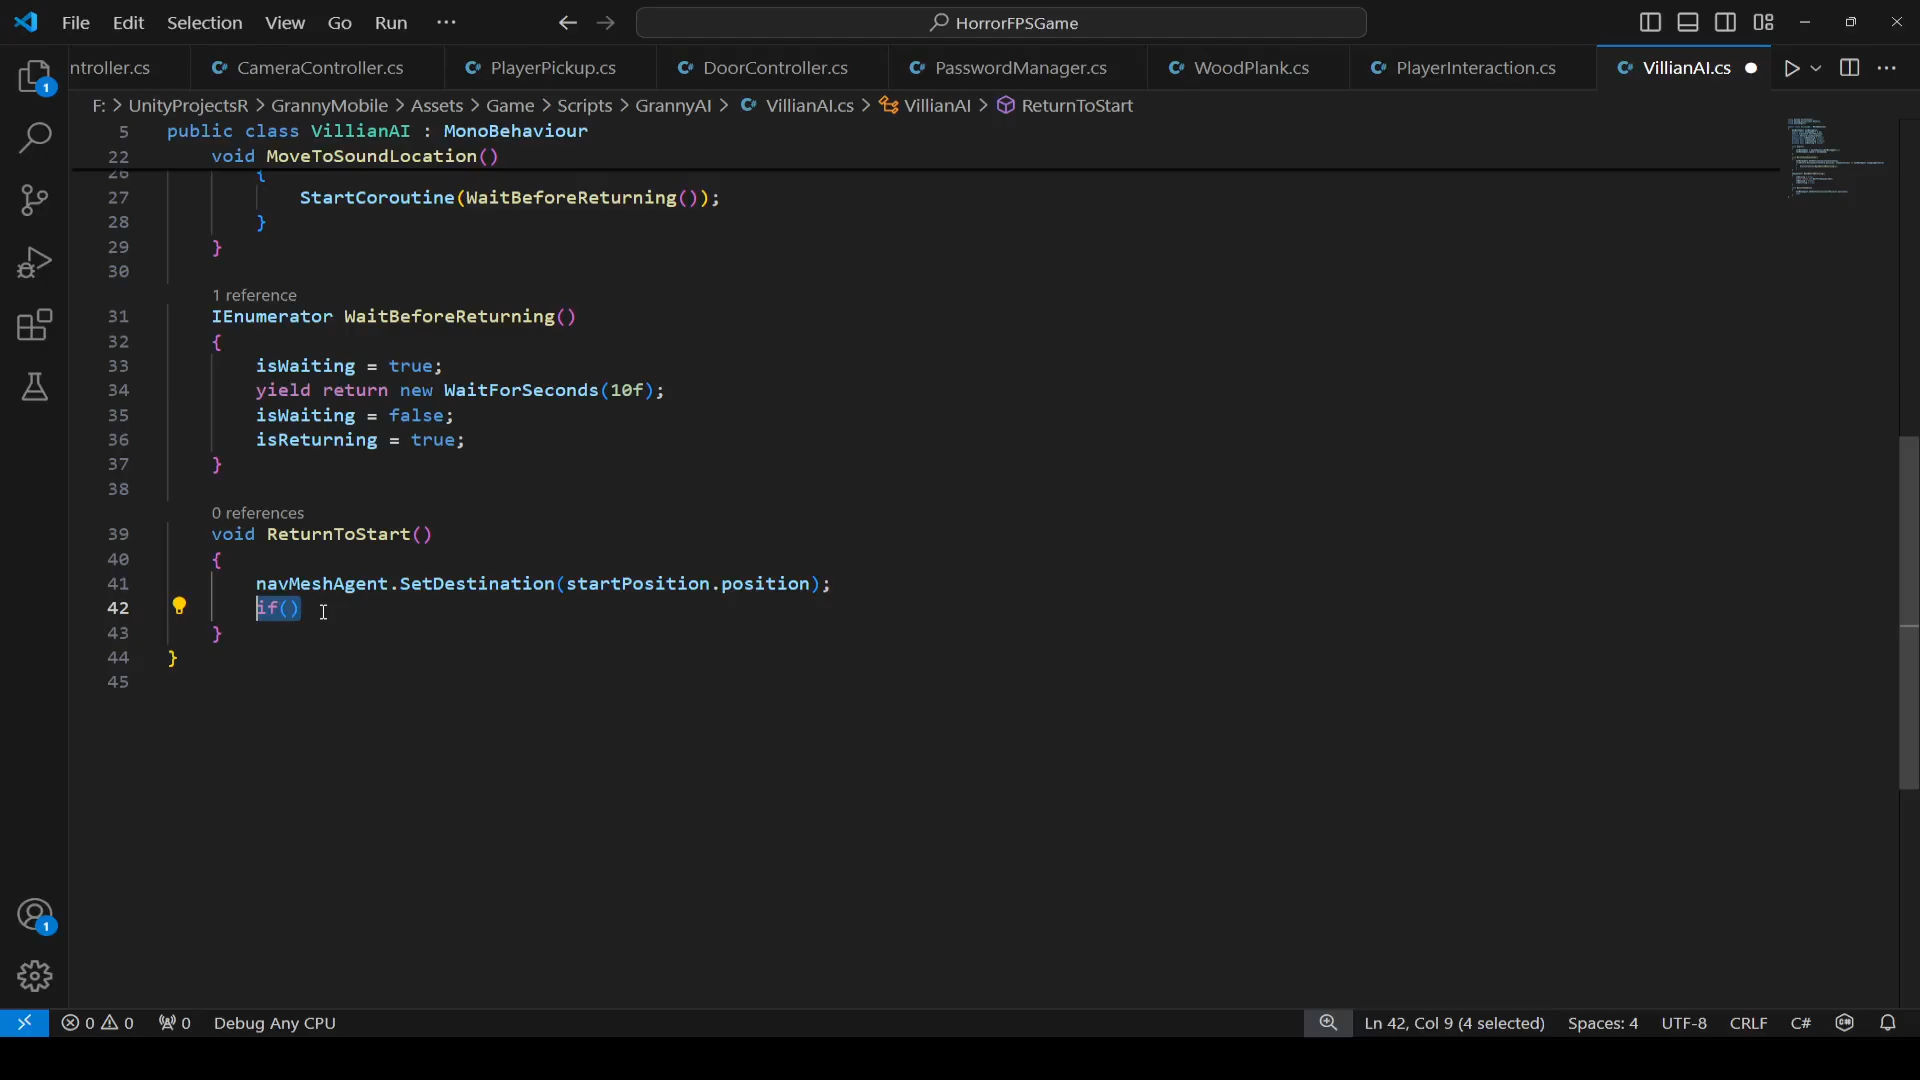 File Edit Selection View Go Run ··· HorrorFPSGame
ntroller.cs CameraController.cs PlayerPickup.cs DoorController.cs PasswordManager.cs WoodPlank.cs PlayerInteraction.cs VillianAI.cs
F: > UnityProjectsR > GrannyMobile > Assets > Game > Scripts > GrannyAI > VillianAI.cs > VillianAI > ReturnToStart
5 public class VillianAI : MonoBehaviour
22 void MoveToSoundLocation()
26 {
27 StartCoroutine(WaitBeforeReturning());
28 }
29 }
30
1 reference
31 IEnumerator WaitBeforeReturning()
32 {
33 isWaiting = true;
34 yield return new WaitForSeconds(10f);
35 isWaiting = false;
36 isReturning = true;
37 }
38
0 references
39 void ReturnToStart()
40 {
41 navMeshAgent.SetDestination(startPosition.position);
42 if()
43 }
44 }
45
1
1
0 0 0 Debug Any CPU Ln 42, Col 9 (4 selected) Spaces: 4 UTF-8 CRLF C#